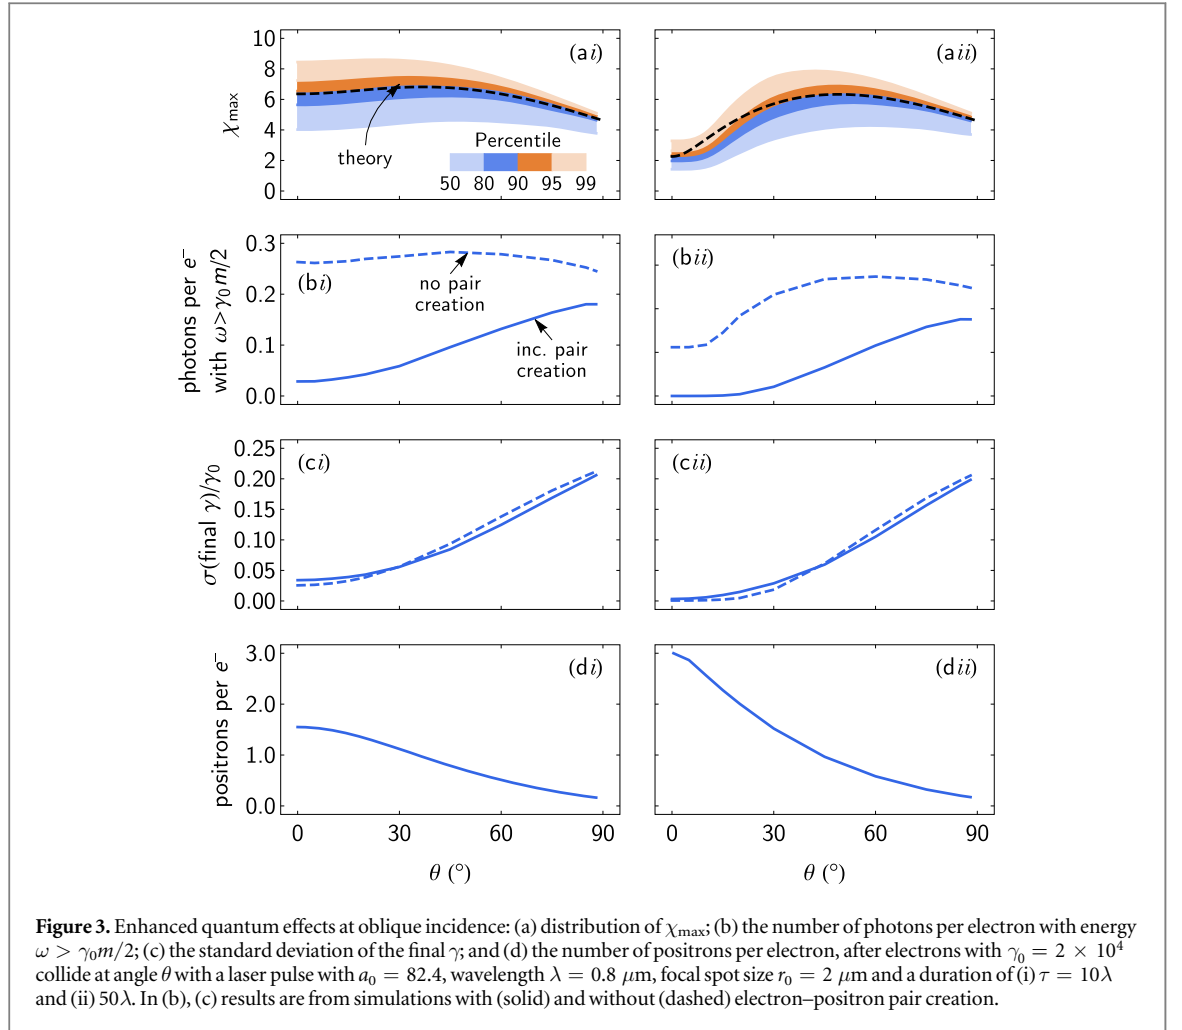 10
8
6
4
2
0
χmax
(ai)
theory
Percentile
50 80 90 95 99
(aii)
0.3
0.2
0.1
0.0
photons per e−
with ω>γ0m/2
(bi)
no pair
creation
inc. pair
creation
(bii)
0.25
0.20
0.15
0.10
0.05
0.00
σ(final γ)/γ0
(ci)
(cii)
3.0
2.0
1.0
0.0
positrons per e−
(di)
(dii)
0 30 60 90
θ (°)
0 30 60 90
θ (°)
Figure 3. Enhanced quantum effects at oblique incidence: (a) distribution of χmax; (b) the number of photons per electron with energy
ω > γ0m/2; (c) the standard deviation of the final γ; and (d) the number of positrons per electron, after electrons with γ0 = 2 × 10⁴
collide at angle θ with a laser pulse with a0 = 82.4, wavelength λ = 0.8 μm, focal spot size r0 = 2 μm and a duration of (i) τ = 10λ
and (ii) 50λ. In (b), (c) results are from simulations with (solid) and without (dashed) electron–positron pair creation.